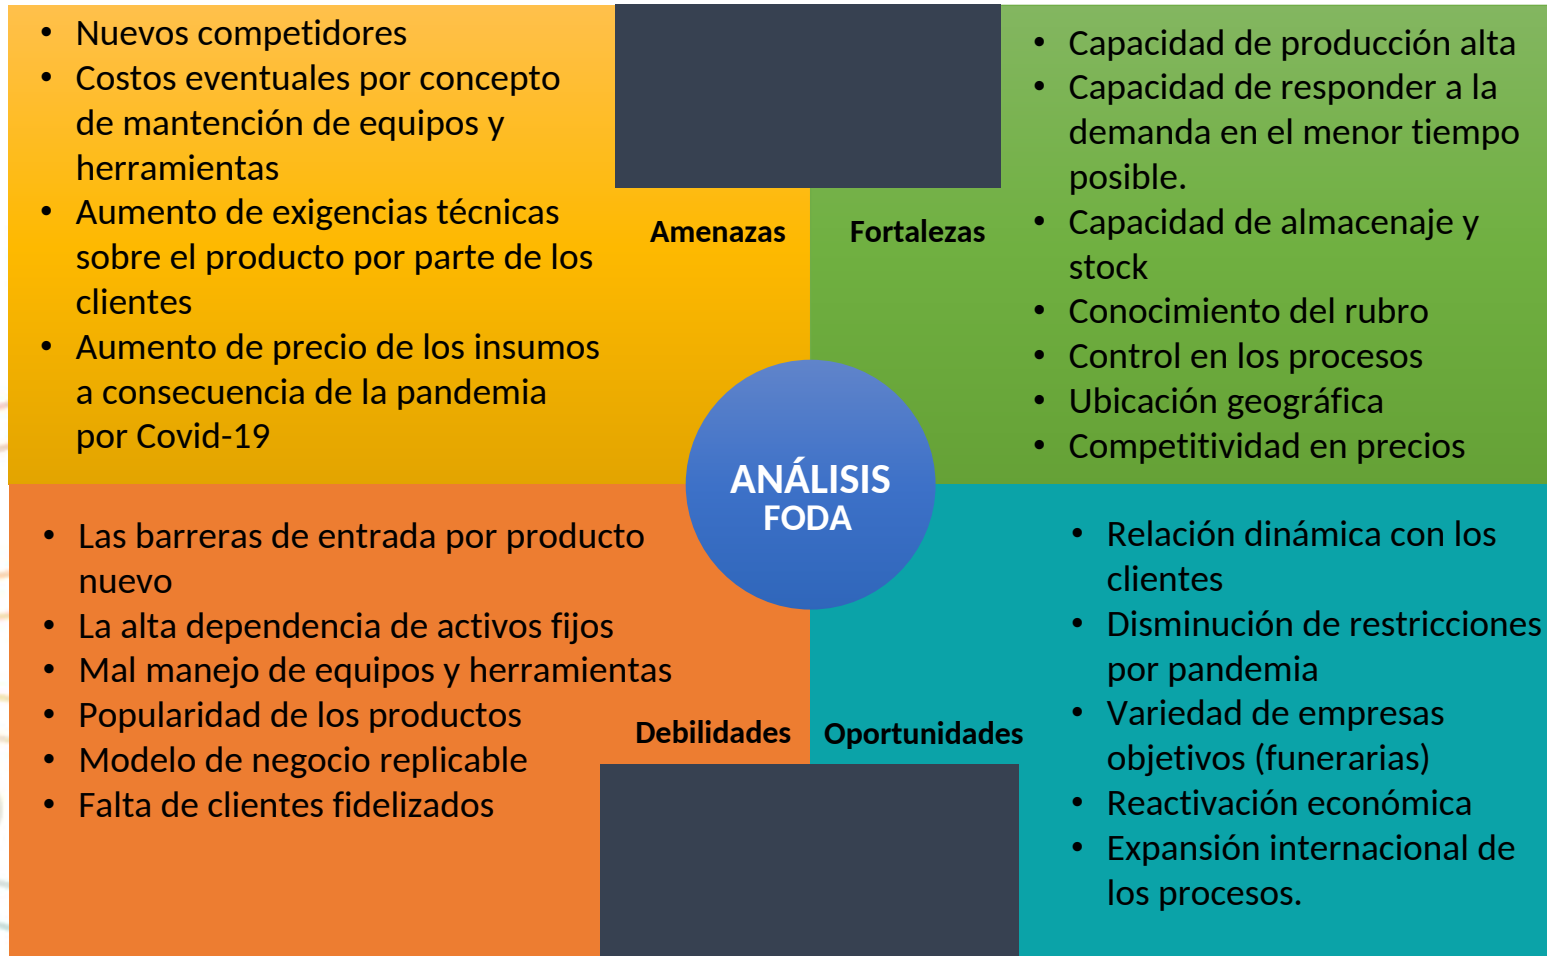 • Nuevos competidores
• Costos eventuales por concepto
de mantención de equipos y
herramientas
• Aumento de exigencias técnicas
sobre el producto por parte de los
clientes
• Aumento de precio de los insumos
a consecuencia de la pandemia
por Covid-19
Amenazas
Fortalezas
• Capacidad de producción alta
• Capacidad de responder a la
demanda en el menor tiempo
posible.
• Capacidad de almacenaje y
stock
• Conocimiento del rubro
• Control en los procesos
• Ubicación geográfica
• Competitividad en precios
ANÁLISIS
FODA
• Las barreras de entrada por producto
nuevo
• La alta dependencia de activos fijos
• Mal manejo de equipos y herramientas
• Popularidad de los productos
• Modelo de negocio replicable
• Falta de clientes fidelizados
Debilidades
Oportunidades
• Relación dinámica con los
clientes
• Disminución de restricciones
por pandemia
• Variedad de empresas
objetivos (funerarias)
• Reactivación económica
• Expansión internacional de
los procesos.